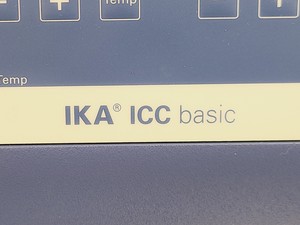 - + Temp - +
Temp
IKA® ICC basic